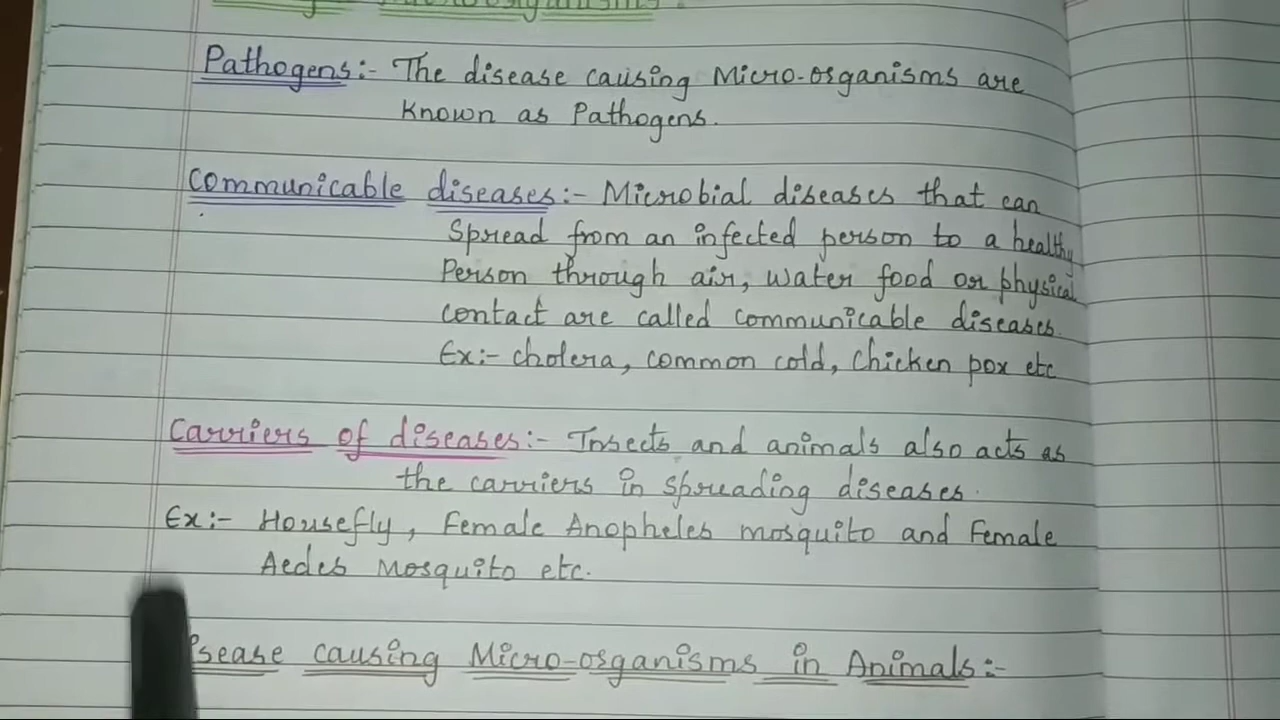 Micro-organisms :
Pathogens:- The disease causing Micro-organisms are
Known as Pathogens.
Communicable diseases:- Microbial diseases that can
Spread from an infected person to a healthy
Person through air, water food or physical
contact are called communicable diseases.
Ex:- cholera, common cold, chicken pox etc
Carriers of diseases:- Insects and animals also acts as
the carriers in spreading diseases.
Ex:- Housefly, Female Anopheles mosquito and Female
Aedes Mosquito etc.
isease causing Micro-organisms in Animals:-